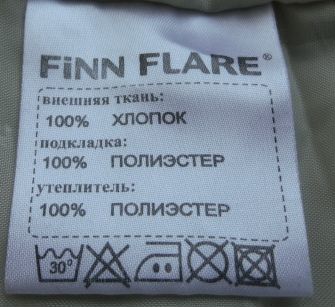 FiNN FLARE®
внешняя ткань:
100% ХЛОПОК
подкладка:
100% ПОЛИЭСТЕР
утеплитель:
100% ПОЛИЭСТЕР
30°